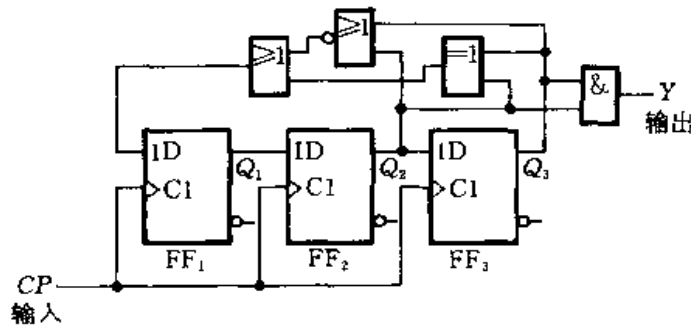 ≥1
≥1
=1
&
Y
输出
1D
C1
Q₁
FF₁
1D
C1
Q₂
FF₂
1D
C1
Q₃
FF₃
CP
输入